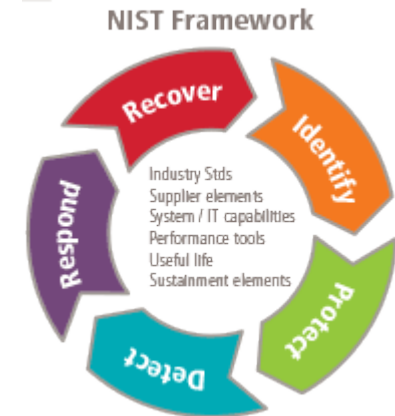 NIST Framework
Recover
Identify
Protect
Detect
Respond
Industry Stds
Supplier elements
System / IT capabilities
Performance tools
Useful life
Sustainment elements